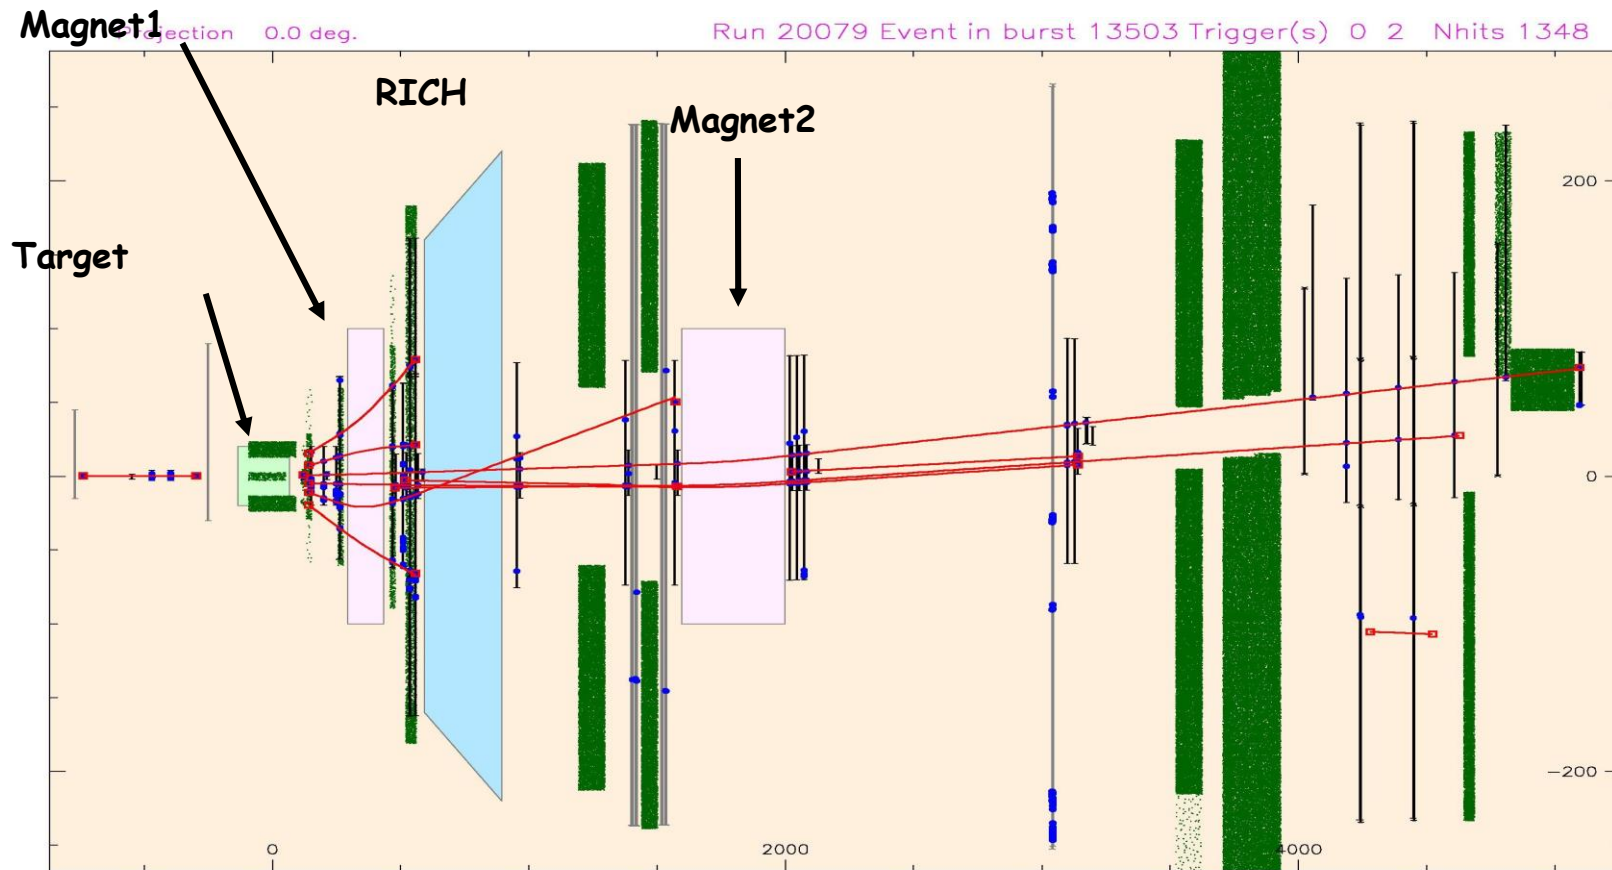 Magnet1
Projection 0.0 deg.
Run 20079 Event in burst 13503 Trigger(s) 0 2 Nhits 1348
RICH
Magnet2
200
Target
0
-200
0
2000
4000